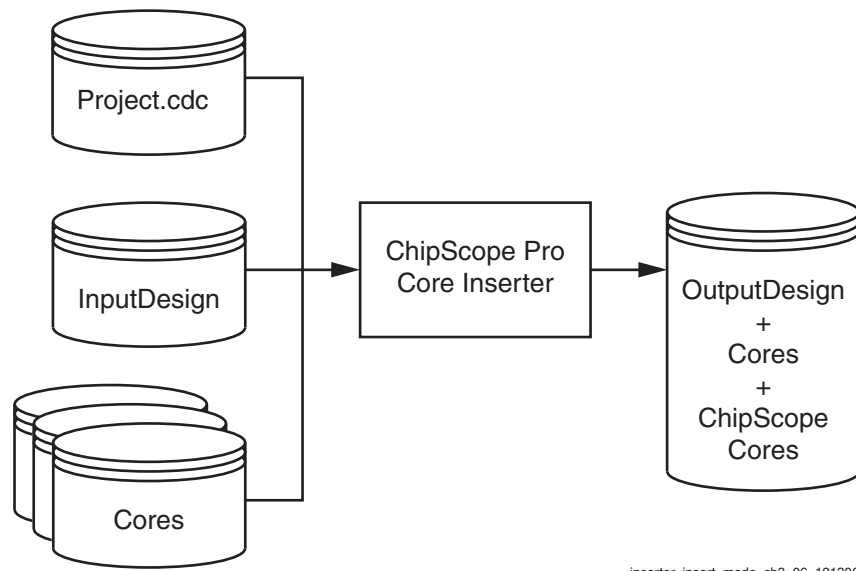 Project.cdc
InputDesign
Cores
ChipScope Pro
Core Inserter
OutputDesign
+
Cores
+
ChipScope
Cores